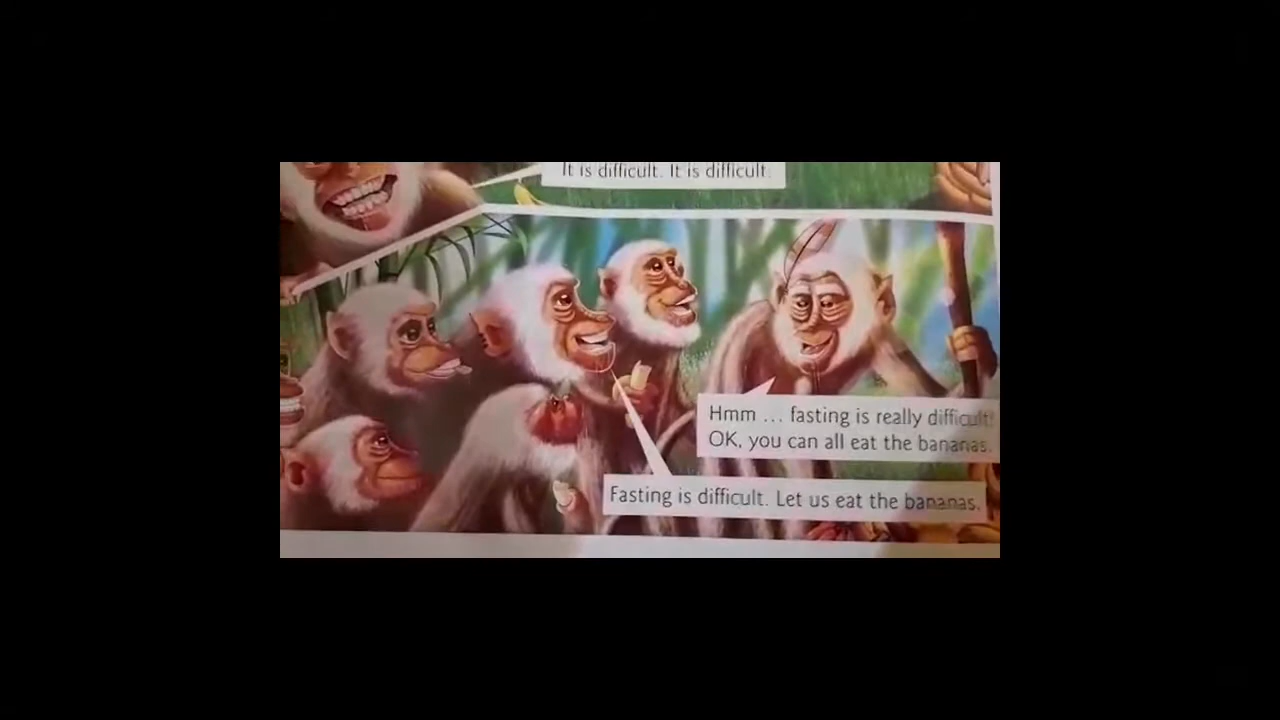 It is difficult. It is difficult.
Hmm ... fasting is really difficult!
OK, you can all eat the bananas.
Fasting is difficult. Let us eat the bananas.